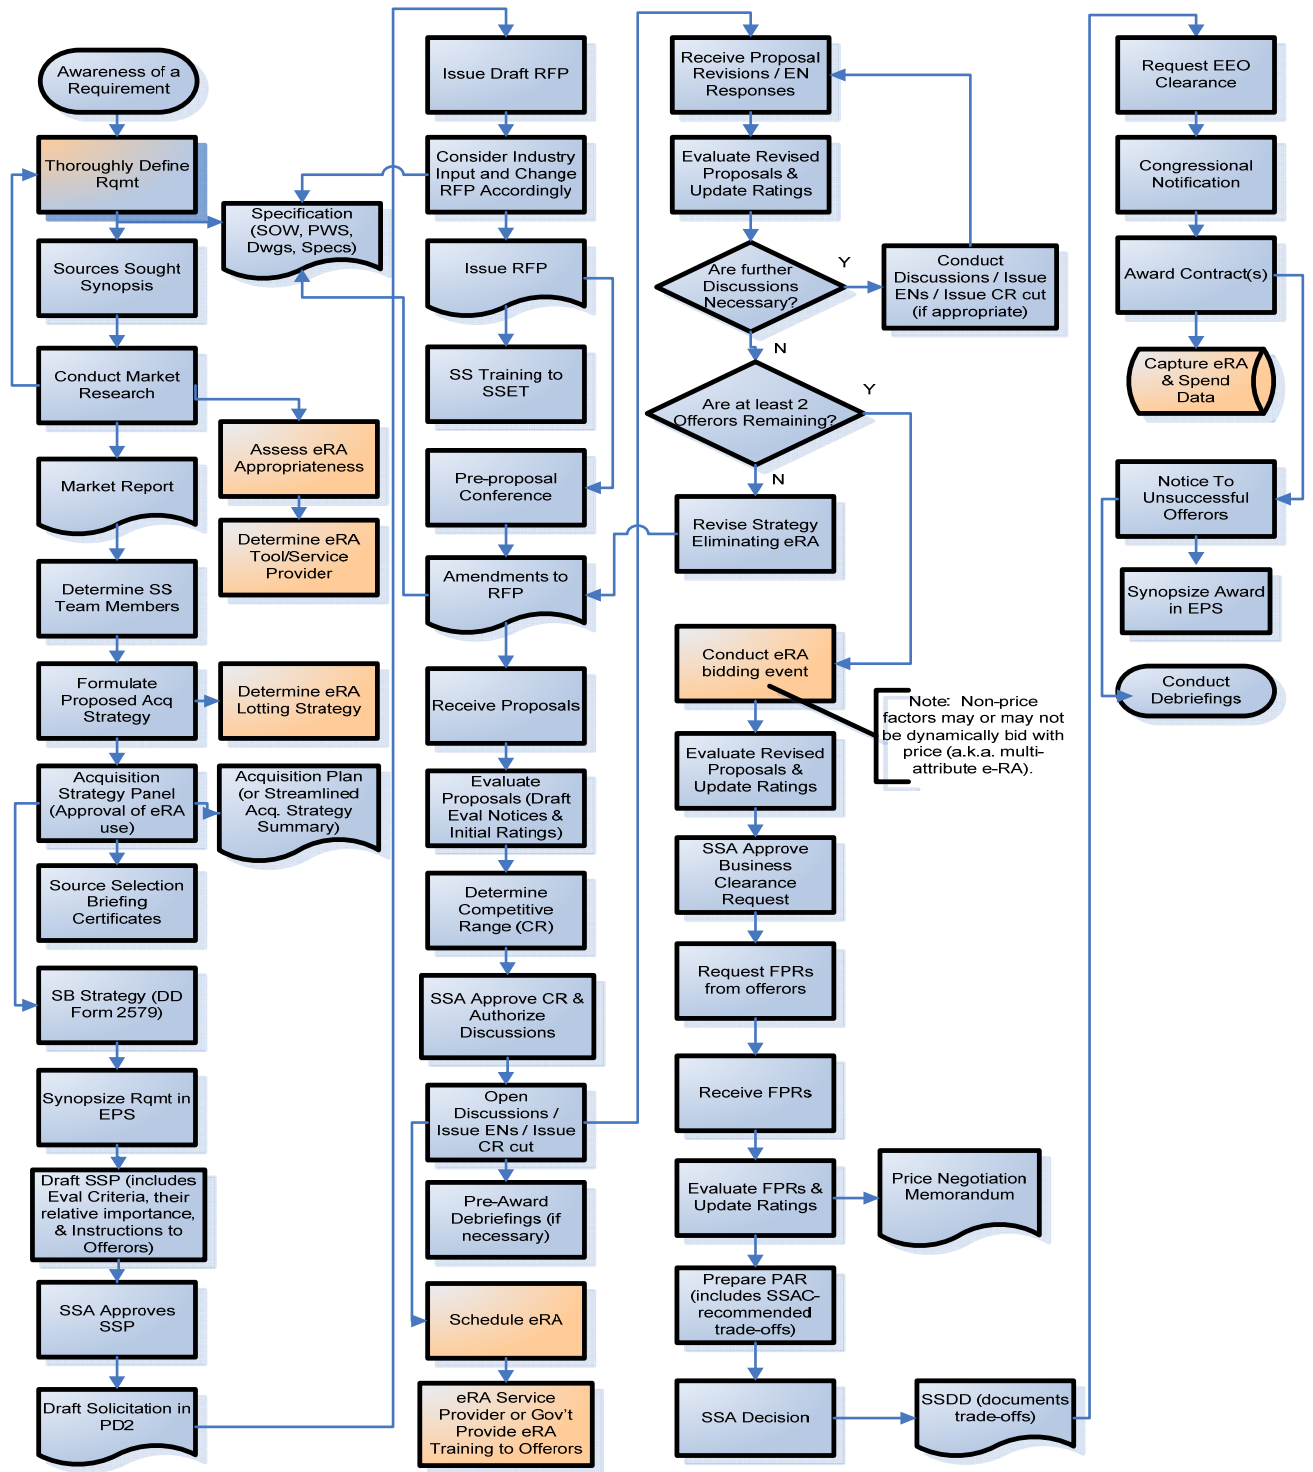 Awareness of a
Requirement
Thoroughly Define
Rqmt
Sources Sought
Synopsis
Conduct Market
Research
Market Report
Determine SS
Team Members
Formulate
Proposed Acq
Strategy
Acquisition
Strategy Panel
(Approval of eRA
use)
Source Selection
Briefing
Certificates
SB Strategy (DD
Form 2579)
Synopsize Rqmt in
EPS
Draft SSP (includes
Eval Criteria, their
relative importance,
& Instructions to
Offerors)
SSA Approves
SSP
Draft Solicitation in
PD2
Specification
(SOW, PWS,
Dwgs, Specs)
Assess eRA
Appropriateness
Determine eRA
Tool/Service
Provider
Determine eRA
Lotting Strategy
Acquisition Plan
(or Streamlined
Acq. Strategy
Summary)
Issue Draft RFP
Consider Industry
Input and Change
RFP Accordingly
Issue RFP
SS Training to
SSET
Pre-proposal
Conference
Amendments to
RFP
Receive Proposals
Evaluate
Proposals (Draft
Eval Notices &
Initial Ratings)
Determine
Competitive
Range (CR)
SSA Approve CR &
Authorize
Discussions
Open
Discussions /
Issue ENs / Issue
CR cut
Pre-Award
Debriefings (if
necessary)
Schedule eRA
eRA Service
Provider or Gov't
Provide eRA
Training to Offerors
Receive Proposal
Revisions / EN
Responses
Evaluate Revised
Proposals &
Update Ratings
Are further
Discussions
Necessary?
Y
N
Conduct
Discussions / Issue
ENs / Issue CR cut
(if appropriate)
Are at least 2
Offerors Remaining?
Y
N
Revise Strategy
Eliminating eRA
Conduct eRA
bidding event
Note: Non-price
factors may or may not
be dynamically bid with
price (a.k.a. multi-
attribute e-RA).
Evaluate Revised
Proposals &
Update Ratings
SSA Approve
Business
Clearance
Request
Request FPRs
from offerors
Receive FPRs
Evaluate FPRs &
Update Ratings
Price Negotiation
Memorandum
Prepare PAR
(includes SSAC-
recommended
trade-offs)
SSA Decision
SSDD (documents
trade-offs)
Request EEO
Clearance
Congressional
Notification
Award Contract(s)
Capture eRA
& Spend
Data
Notice To
Unsuccessful
Offerors
Synopsize Award
in EPS
Conduct
Debriefings